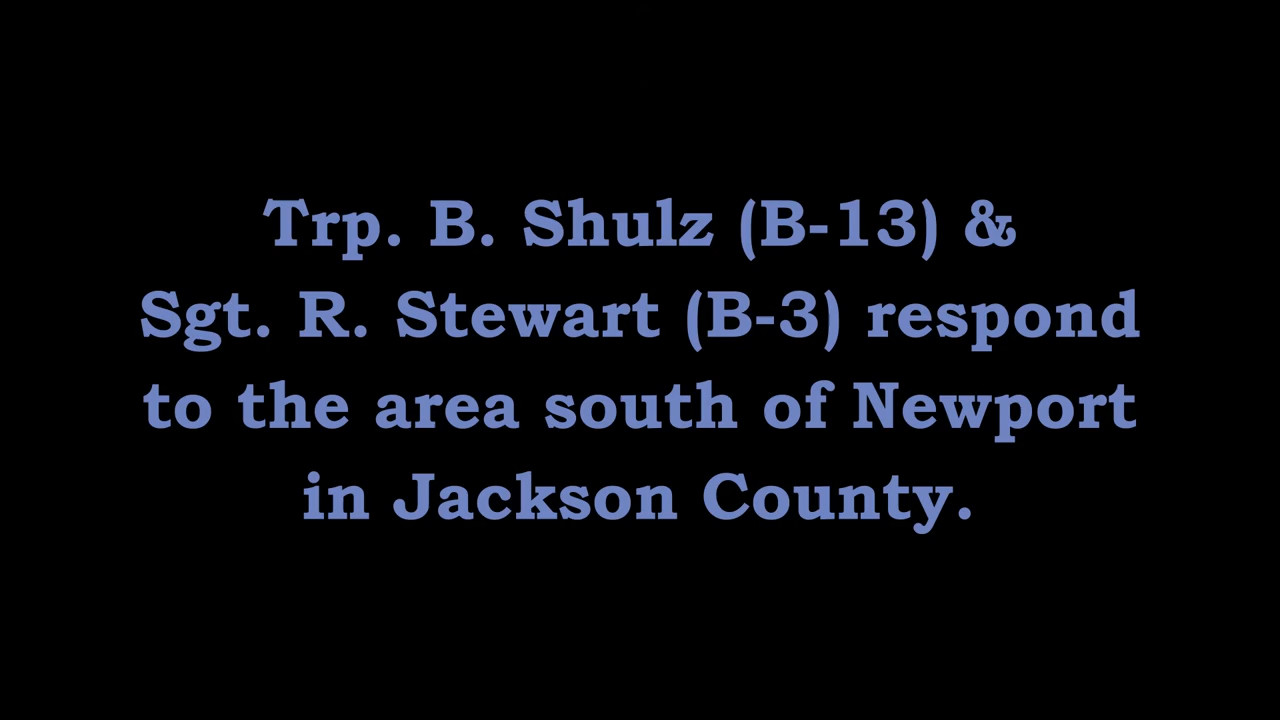 Trp. B. Shulz (B-13) &
Sgt. R. Stewart (B-3) respond
to the area south of Newport
in Jackson County.